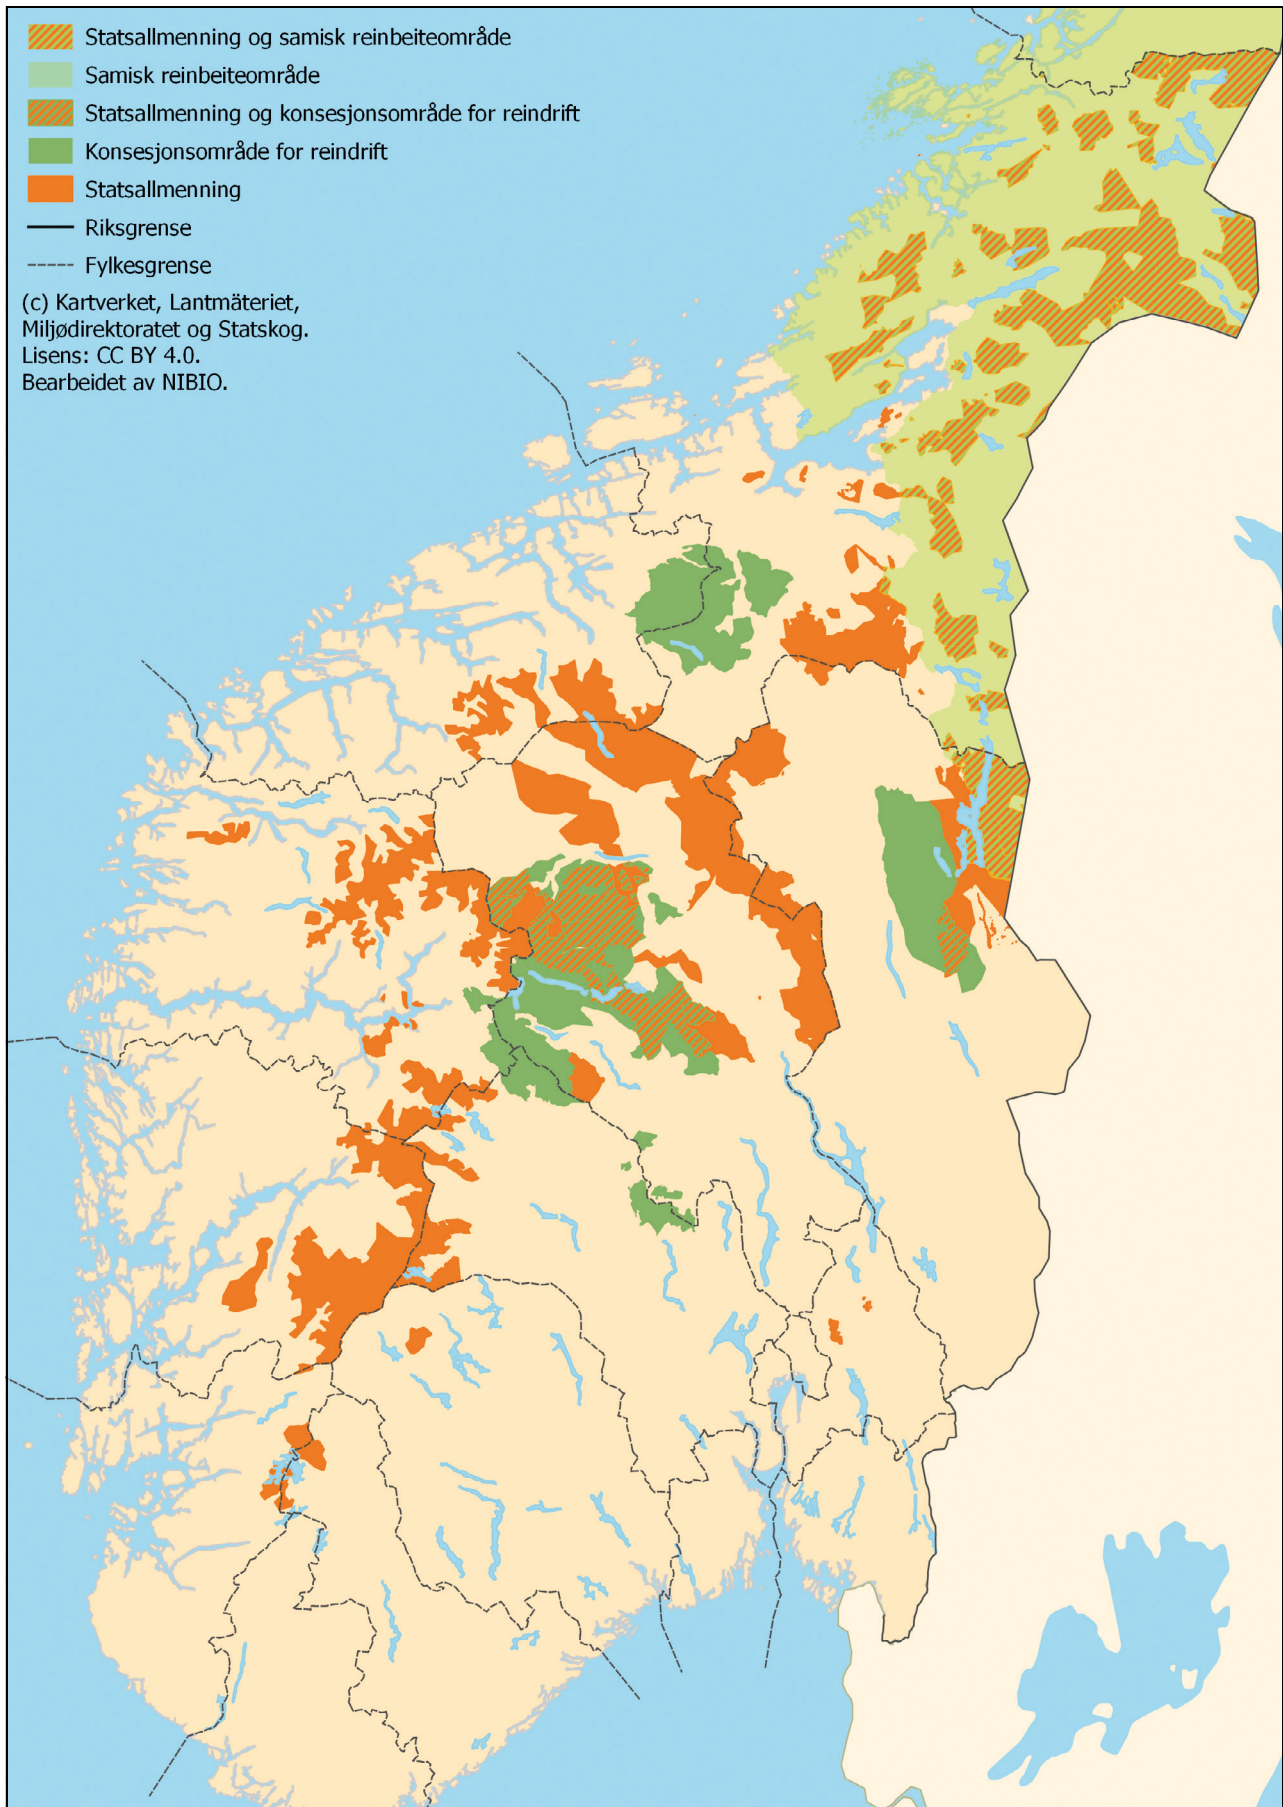 Statsallmenning og samisk reinbeiteområde
Samisk reinbeiteområde
Statsallmenning og konsesjonsområde for reindrift
Konsesjonsområde for reindrift
Statsallmenning
Riksgrense
Fylkesgrense
(c) Kartverket, Lantmäteriet,
Miljødirektoratet og Statskog.
Lisens: CC BY 4.0.
Bearbeidet av NIBIO.